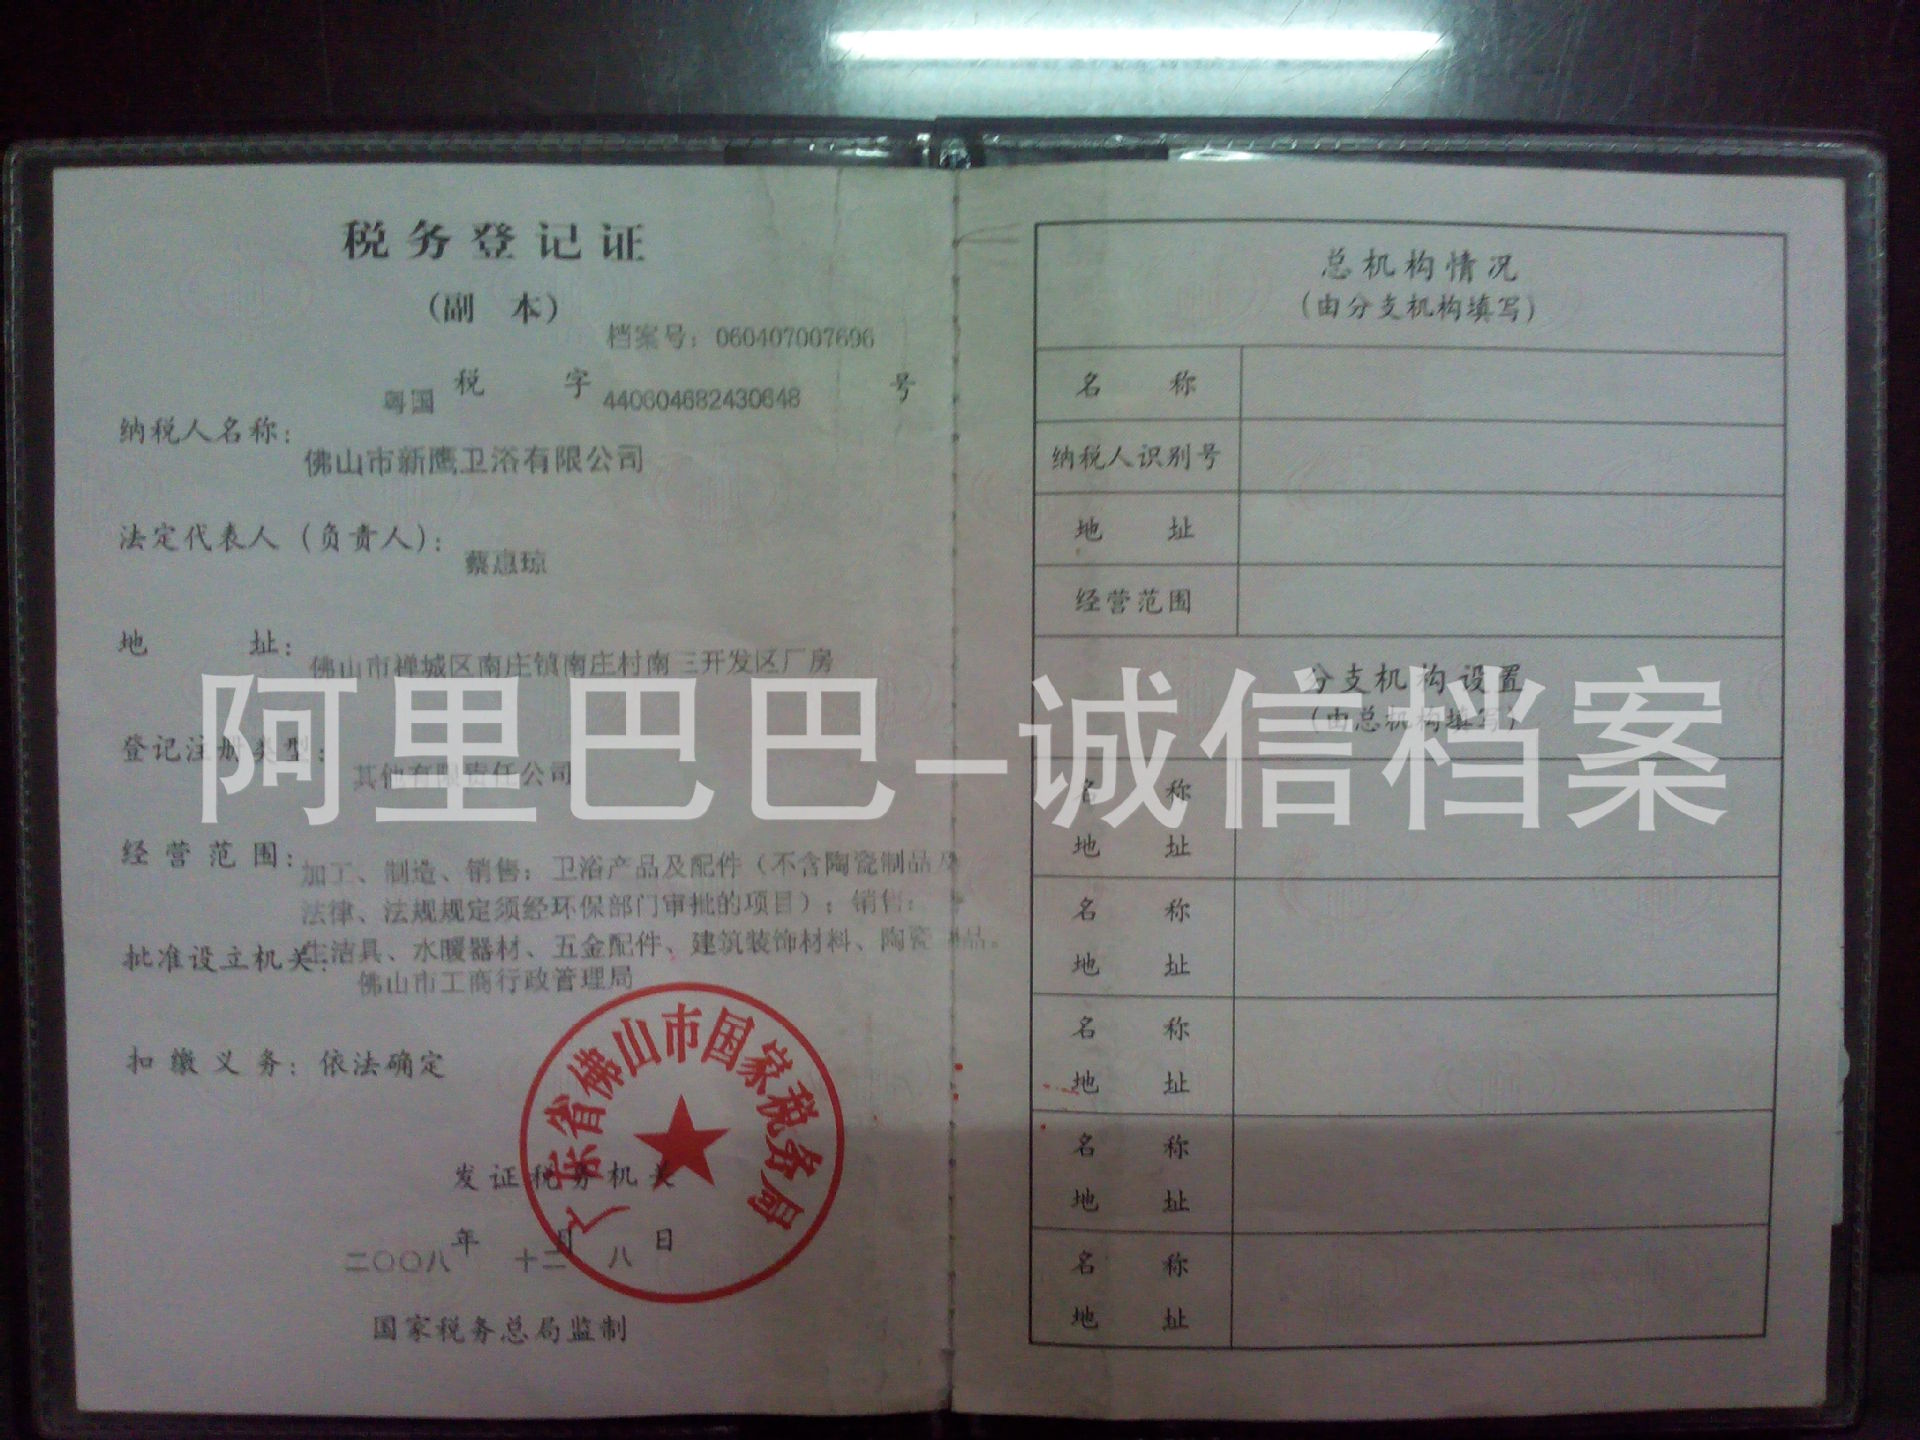 税务登记证
(副 本)
档案号：060407007696
粤国 税 字 440604682430648 号
纳税人名称：
佛山市新鹰卫浴有限公司
法定代表人（负责人）：
蔡惠琼
地 址：
佛山市禅城区南庄镇南庄村南三开发区厂房
登记注册类型：
其他有限责任公司
经营范围：
加工、制造、销售：卫浴产品及配件（不含陶瓷制品及
法律、法规规定须经环保部门审批的项目）；销售：
生洁具、水暖器材、五金配件、建筑装饰材料、陶瓷 品。
批准设立机关：
佛山市工商行政管理局
扣缴义务：依法确定
广东省佛山市国家税务局
发证税务机关
二〇〇八年 十二月 八日
国家税务总局监制
总机构情况
(由分支机构填写)
名 称
纳税人识别号
地 址
经营范围
分支机构设置
(由总机构填写)
名 称
地 址
名 称
地 址
名 称
地 址
名 称
地 址
名 称
地 址
阿里巴巴-诚信档案